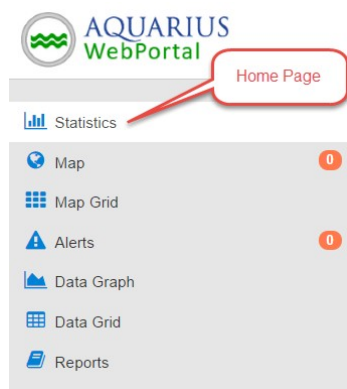 AQUARIUS
WebPortal
Home Page
Statistics
Map 0
Map Grid
Alerts 0
Data Graph
Data Grid
Reports